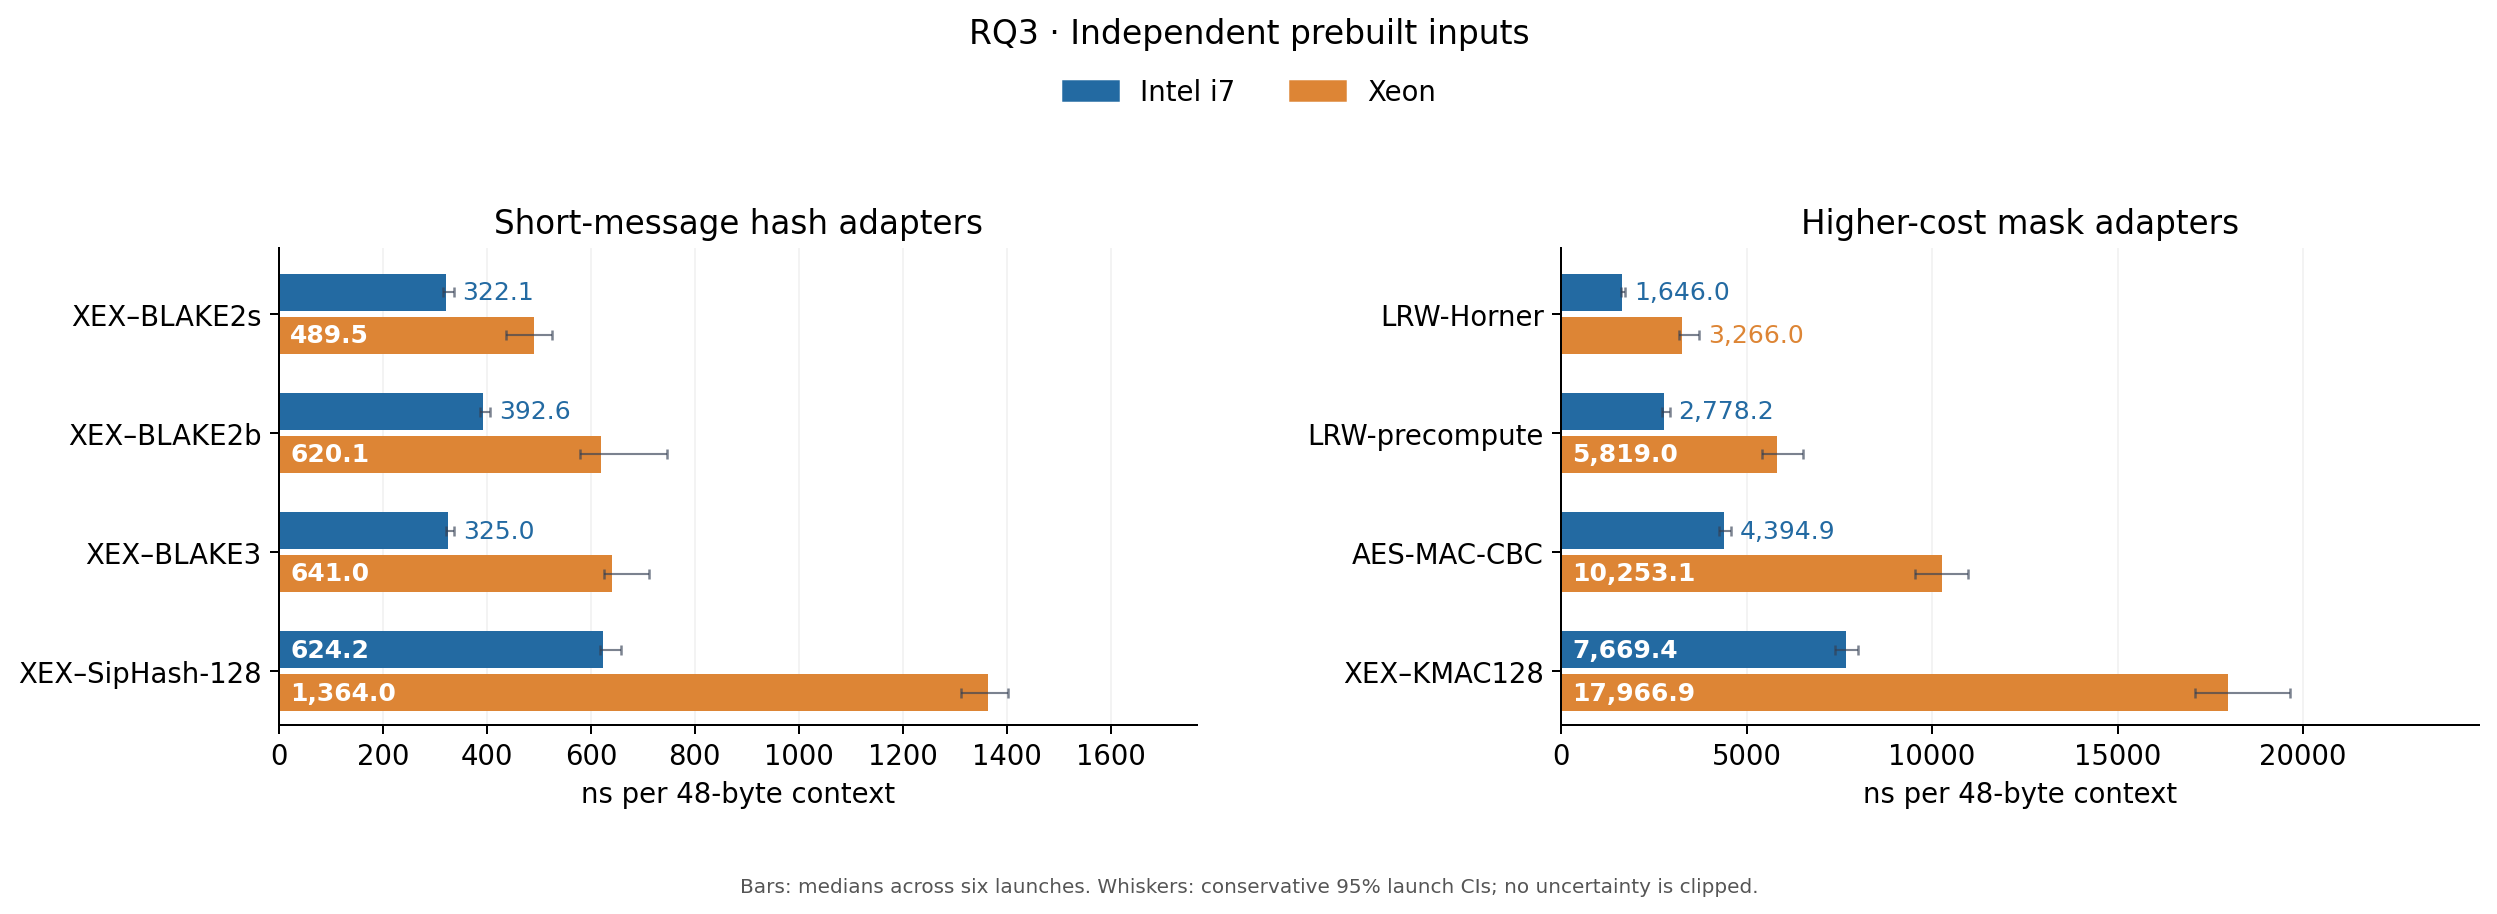 RQ3 · Independent prebuilt inputs
Intel i7
Xeon
Short-message hash adapters
XEX–BLAKE2s
322.1
489.5
XEX–BLAKE2b
392.6
620.1
XEX–BLAKE3
325.0
641.0
XEX–SipHash-128
624.2
1,364.0
0 200 400 600 800 1000 1200 1400 1600
ns per 48-byte context
Higher-cost mask adapters
LRW-Horner
1,646.0
3,266.0
LRW-precompute
2,778.2
5,819.0
AES-MAC-CBC
4,394.9
10,253.1
XEX–KMAC128
7,669.4
17,966.9
0 5000 10000 15000 20000
ns per 48-byte context
Bars: medians across six launches. Whiskers: conservative 95% launch CIs; no uncertainty is clipped.